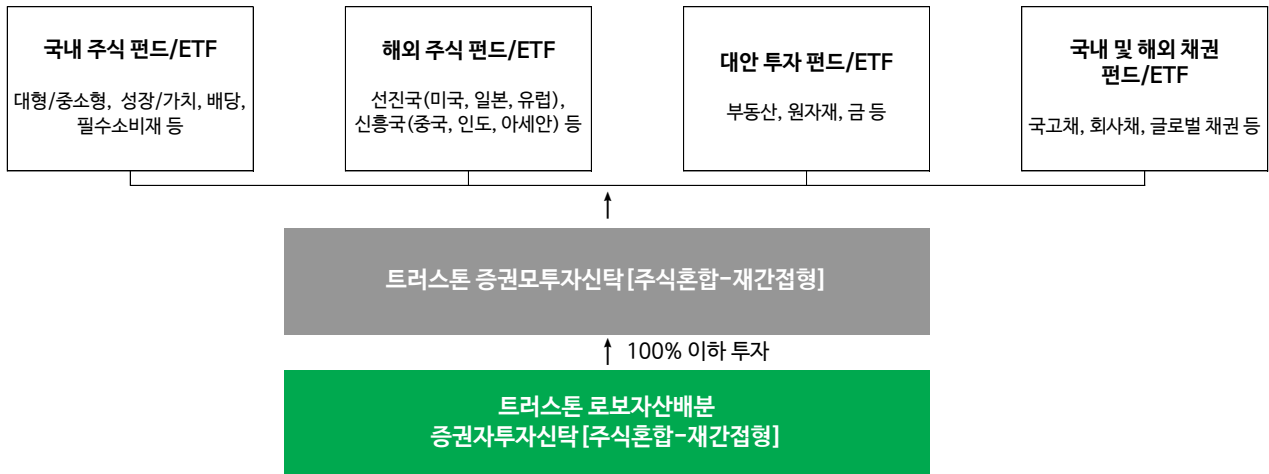 국내 주식 펀드/ETF
대형/중소형, 성장/가치, 배당,
필수소비재 등
해외 주식 펀드/ETF
선진국(미국, 일본, 유럽),
신흥국(중국, 인도, 아세안) 등
대안 투자 펀드/ETF
부동산, 원자재, 금 등
국내 및 해외 채권
펀드/ETF
국고채, 회사채, 글로벌 채권 등
트러스톤 증권모투자신탁[주식혼합-재간접형]
100% 이하 투자
트러스톤 로보자산배분
증권자투자신탁[주식혼합-재간접형]